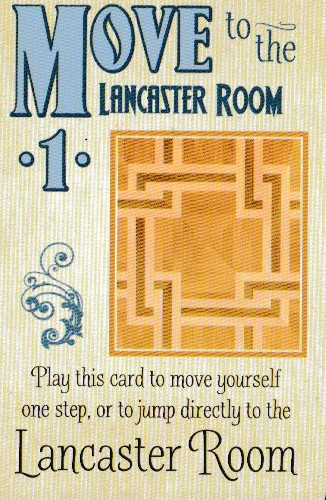 MOVE to the
LANCASTER ROOM
·1·
Play this card to move yourself
one step, or to jump directly to the
Lancaster Room